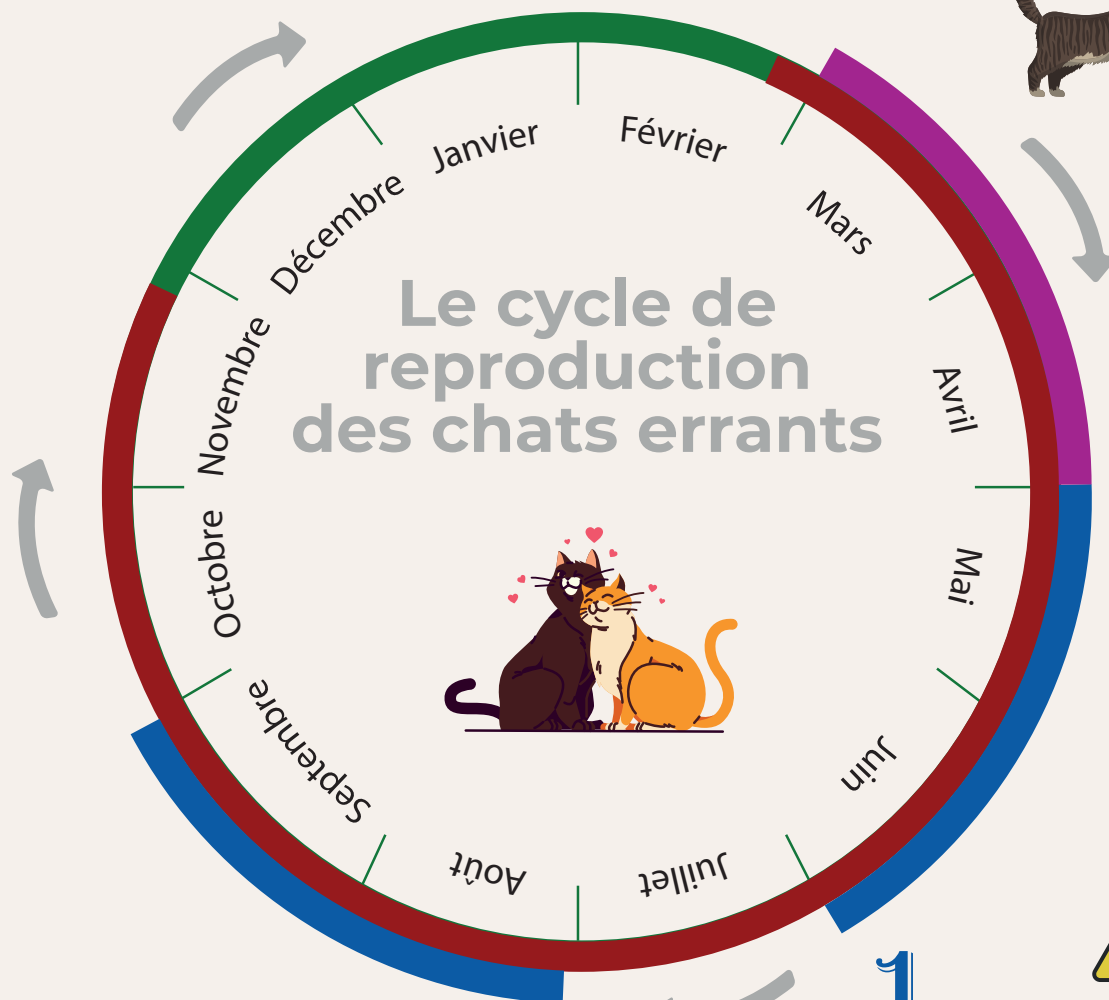 Janvier
Février
Mars
Avril
Mai
Juin
Juillet
Août
Septembre
Octobre
Novembre
Décembre
Le cycle de
reproduction
des chats errants
1